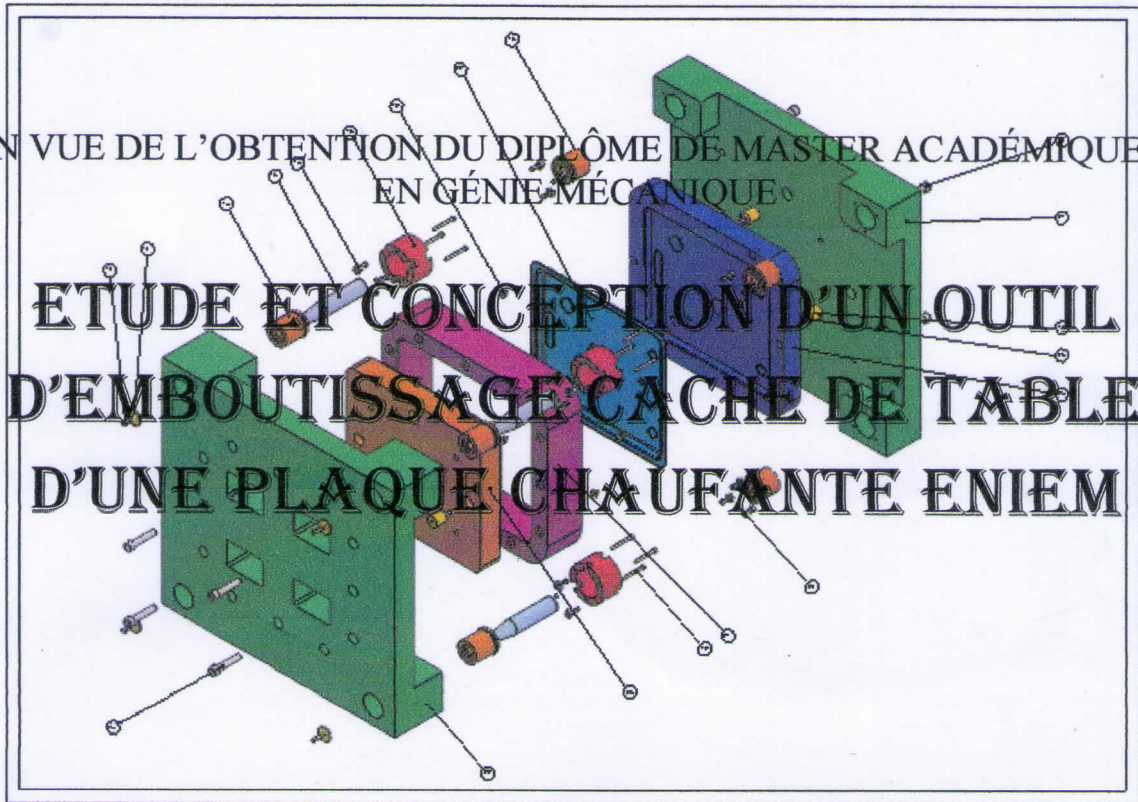 N VUE DE L'OBTENTION DU DIPLÔME DE MASTER ACADÉMIQUE
EN GÉNIE MÉCANIQUE
ETUDE ET CONCEPTION D'UN OUTIL
D'EMBOUTISSAGE CACHE DE TABLE
D'UNE PLAQUE CHAUFANTE ENIEM